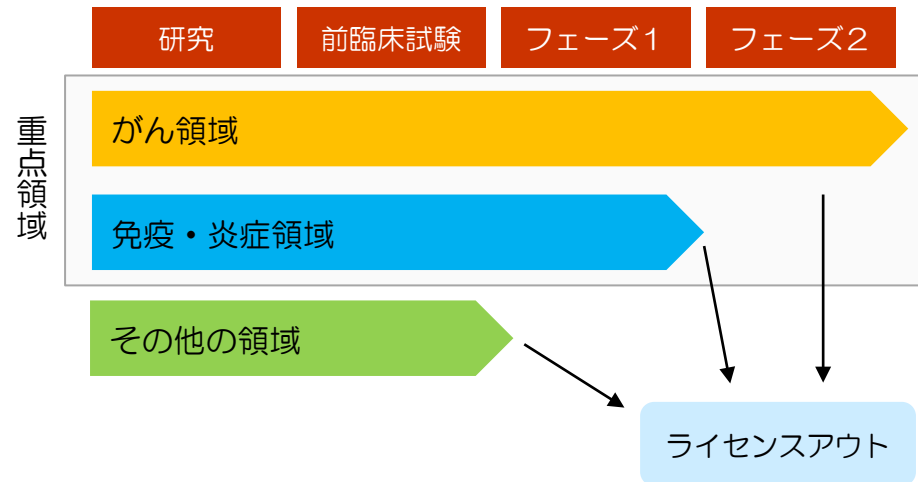 研究
前臨床試験
フェーズ１
フェーズ２
重点領域
がん領域
免疫・炎症領域
その他の領域
ライセンスアウト